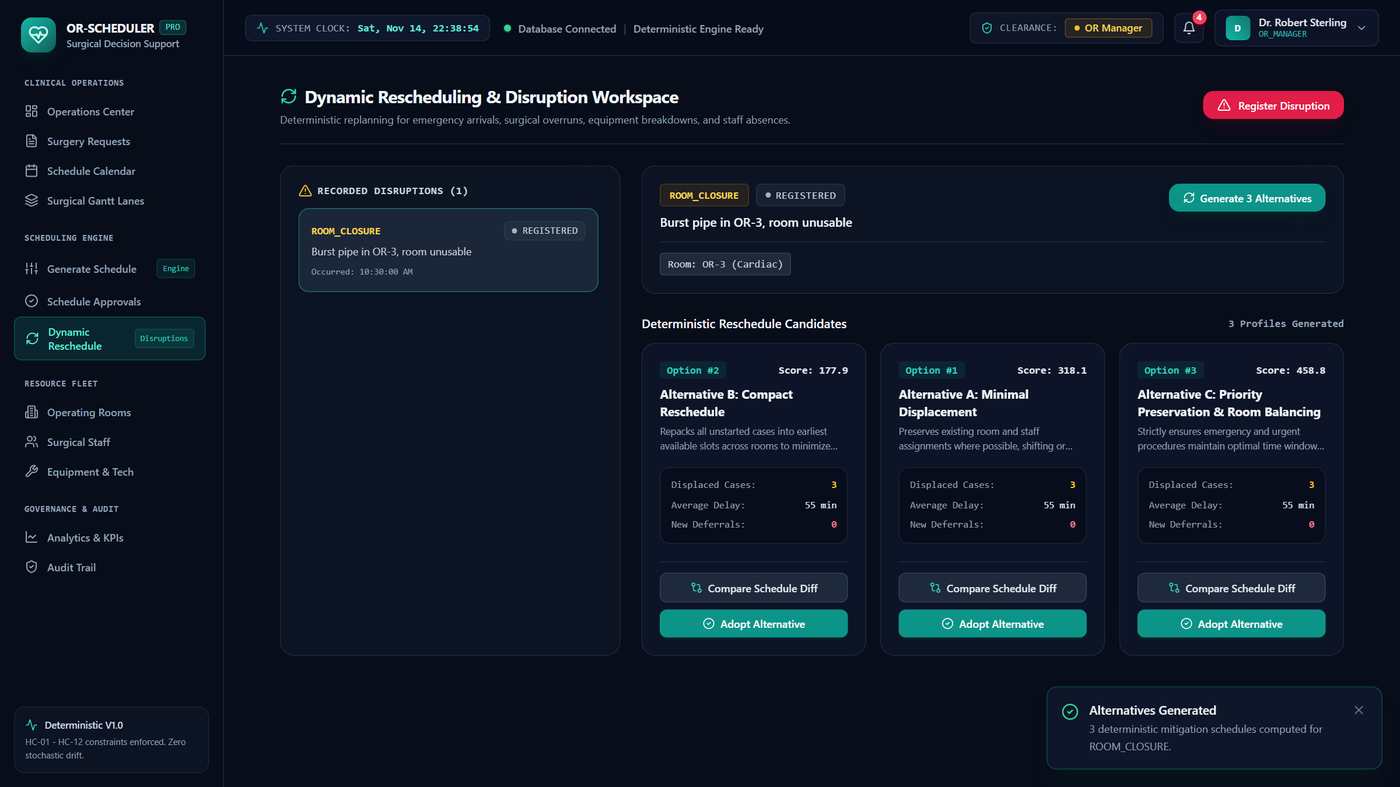 OR-SCHEDULER PRO
Surgical Decision Support
CLINICAL OPERATIONS
Operations Center
Surgery Requests
Schedule Calendar
Surgical Gantt Lanes
SCHEDULING ENGINE
Generate Schedule Engine
Schedule Approvals
Dynamic
Reschedule
Disruptions
RESOURCE FLEET
Operating Rooms
Surgical Staff
Equipment & Tech
GOVERNANCE & AUDIT
Analytics & KPIs
Audit Trail
Deterministic V1.0
HC-01 - HC-12 constraints enforced. Zero
stochastic drift.
SYSTEM CLOCK: Sat, Nov 14, 22:38:54
Database Connected | Deterministic Engine Ready
CLEARANCE: OR Manager
4
D
Dr. Robert Sterling
OR_MANAGER
Dynamic Rescheduling & Disruption Workspace
Deterministic replanning for emergency arrivals, surgical overruns, equipment breakdowns, and staff absences.
Register Disruption
RECORDED DISRUPTIONS (1)
ROOM_CLOSURE REGISTERED
Burst pipe in OR-3, room unusable
Occurred: 10:30:00 AM
ROOM_CLOSURE REGISTERED
Burst pipe in OR-3, room unusable
Generate 3 Alternatives
Room: OR-3 (Cardiac)
Deterministic Reschedule Candidates
3 Profiles Generated
Option #2 Score: 177.9
Alternative B: Compact
Reschedule
Repacks all unstarted cases into earliest
available slots across rooms to minimize...
Displaced Cases: 3
Average Delay: 55 min
New Deferrals: 0
Compare Schedule Diff
Adopt Alternative
Option #1 Score: 318.1
Alternative A: Minimal
Displacement
Preserves existing room and staff
assignments where possible, shifting or...
Displaced Cases: 3
Average Delay: 55 min
New Deferrals: 0
Compare Schedule Diff
Adopt Alternative
Option #3 Score: 458.8
Alternative C: Priority
Preservation & Room Balancing
Strictly ensures emergency and urgent
procedures maintain optimal time window...
Displaced Cases: 3
Average Delay: 55 min
New Deferrals: 0
Compare Schedule Diff
Adopt Alternative
Alternatives Generated
3 deterministic mitigation schedules computed for
ROOM_CLOSURE.